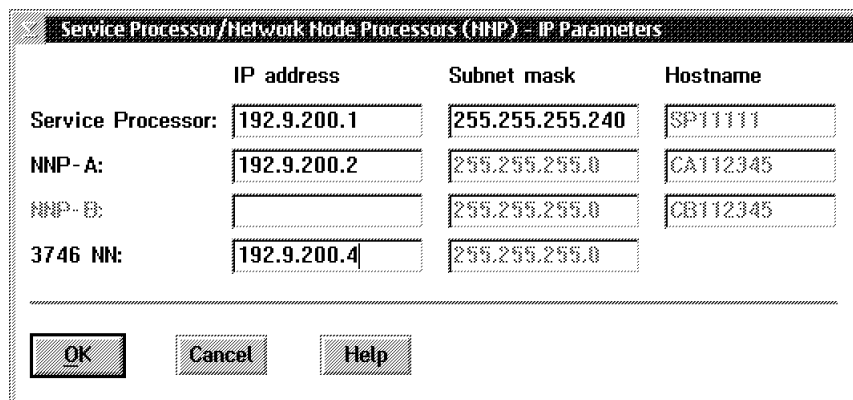 Service Processor/Network Node Processors (NNP) - IP Parameters
IP address Subnet mask Hostname
Service Processor: 192.9.200.1 255.255.255.240 SP11111
NNP-A: 192.9.200.2 255.255.255.0 CA112345
NNP-B: 255.255.255.0 CB112345
3746 NN: 192.9.200.4 255.255.255.0
OK Cancel Help